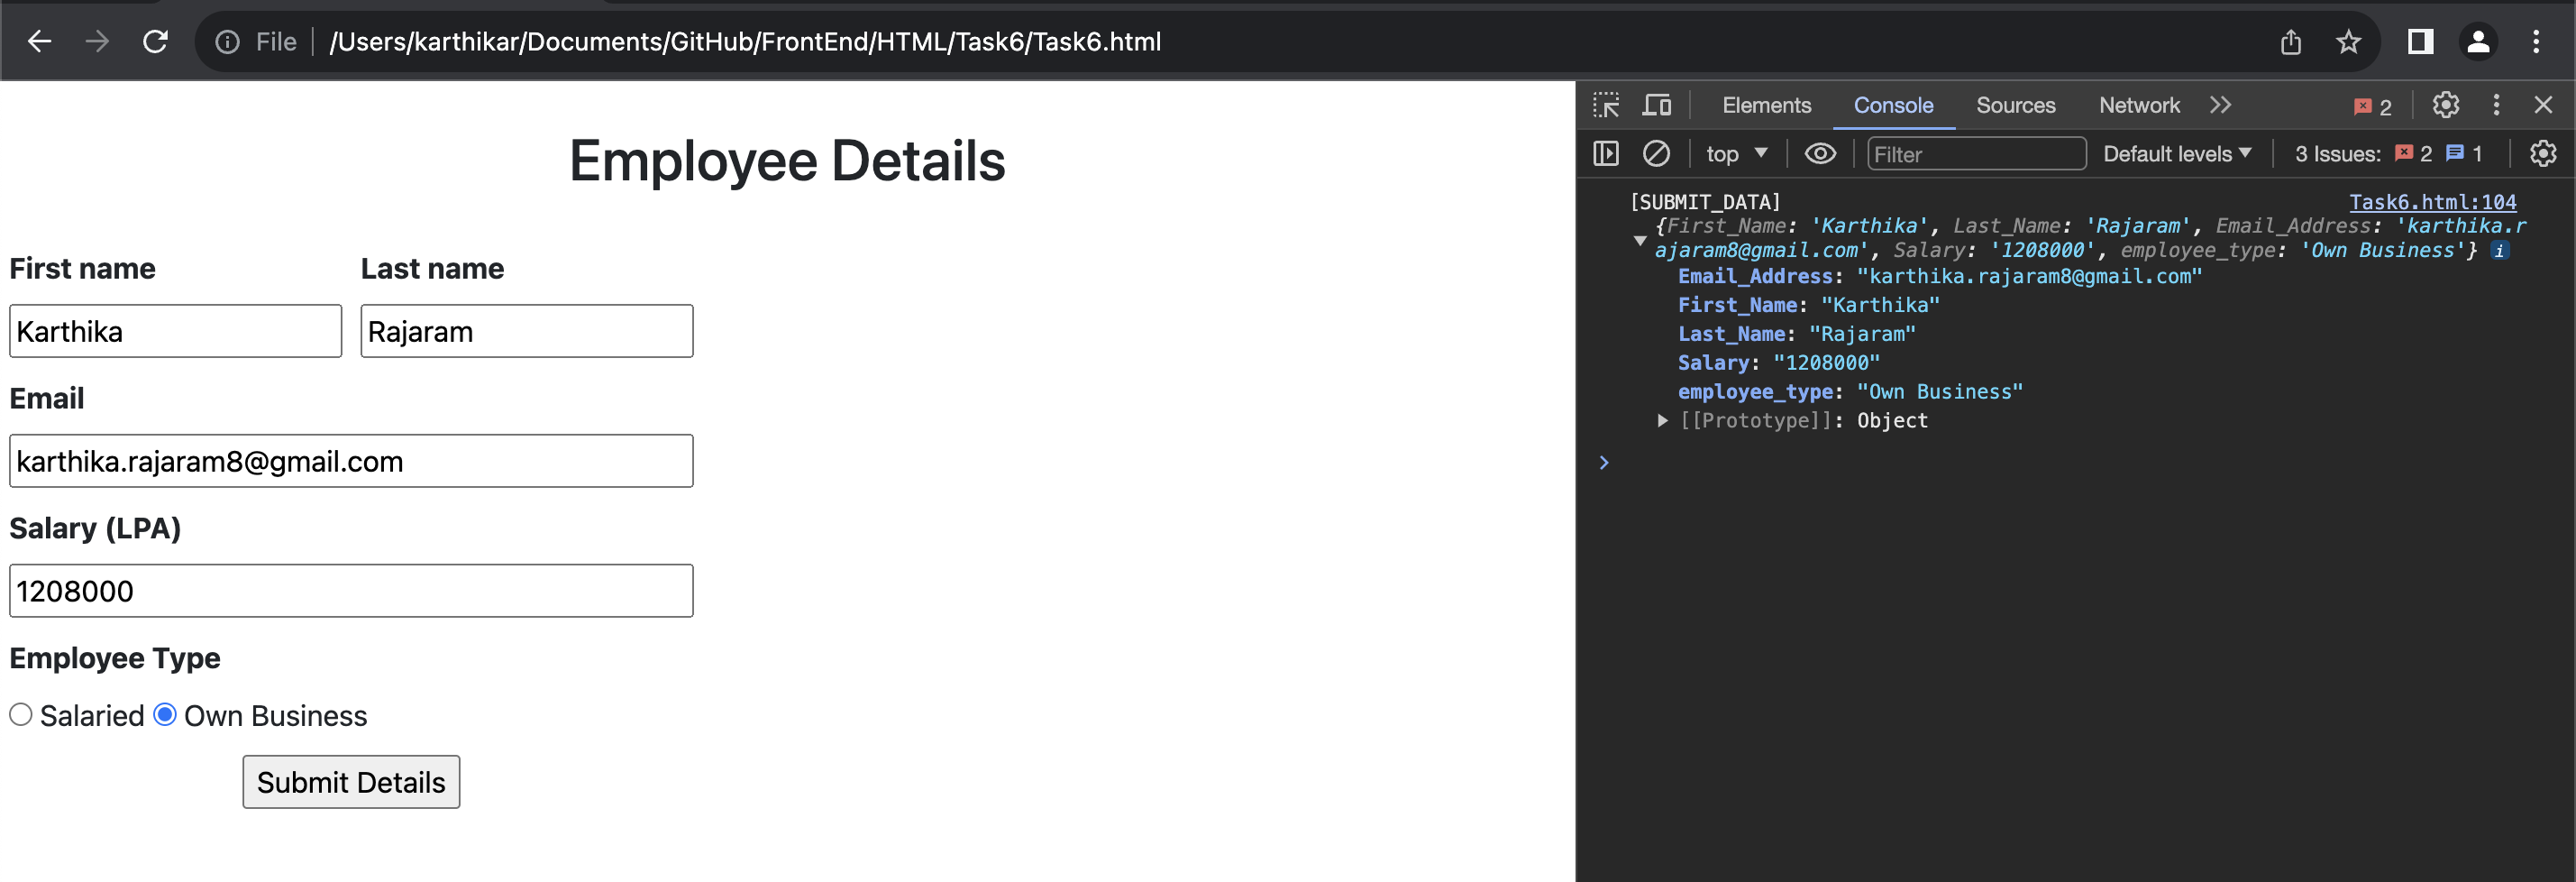 File /Users/karthikar/Documents/GitHub/FrontEnd/HTML/Task6/Task6.html
Employee Details
First name Last name
Karthika Rajaram
Email
karthika.rajaram8@gmail.com
Salary (LPA)
1208000
Employee Type
Salaried Own Business
Submit Details
Elements Console Sources Network 2
top Filter Default levels 3 Issues: 2 1
[SUBMIT_DATA] Task6.html:104
{First_Name: 'Karthika', Last_Name: 'Rajaram', Email_Address: 'karthika.r
ajaram8@gmail.com', Salary: '1208000', employee_type: 'Own Business'} i
Email_Address: "karthika.rajaram8@gmail.com"
First_Name: "Karthika"
Last_Name: "Rajaram"
Salary: "1208000"
employee_type: "Own Business"
[[Prototype]]: Object